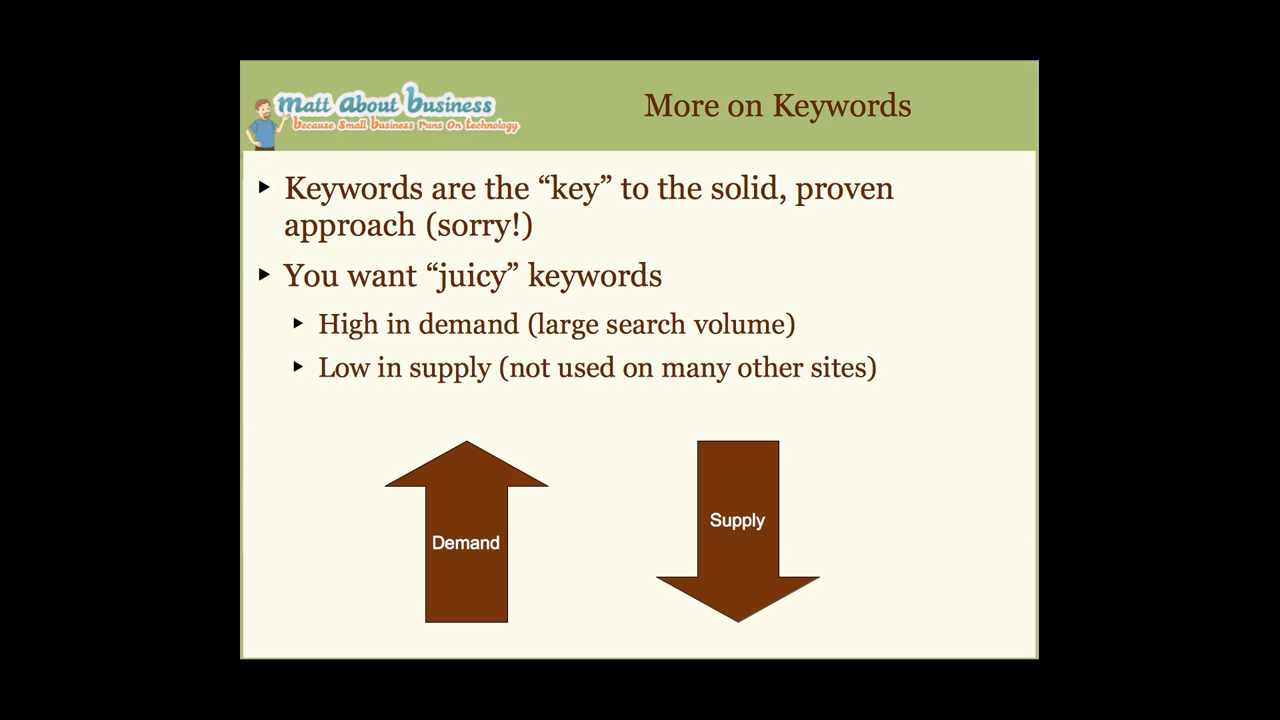 Matt About Business
Because Small Business Runs On Technology
More on Keywords
Keywords are the “key” to the solid, proven
approach (sorry!)
You want “juicy” keywords
High in demand (large search volume)
Low in supply (not used on many other sites)
Demand
Supply